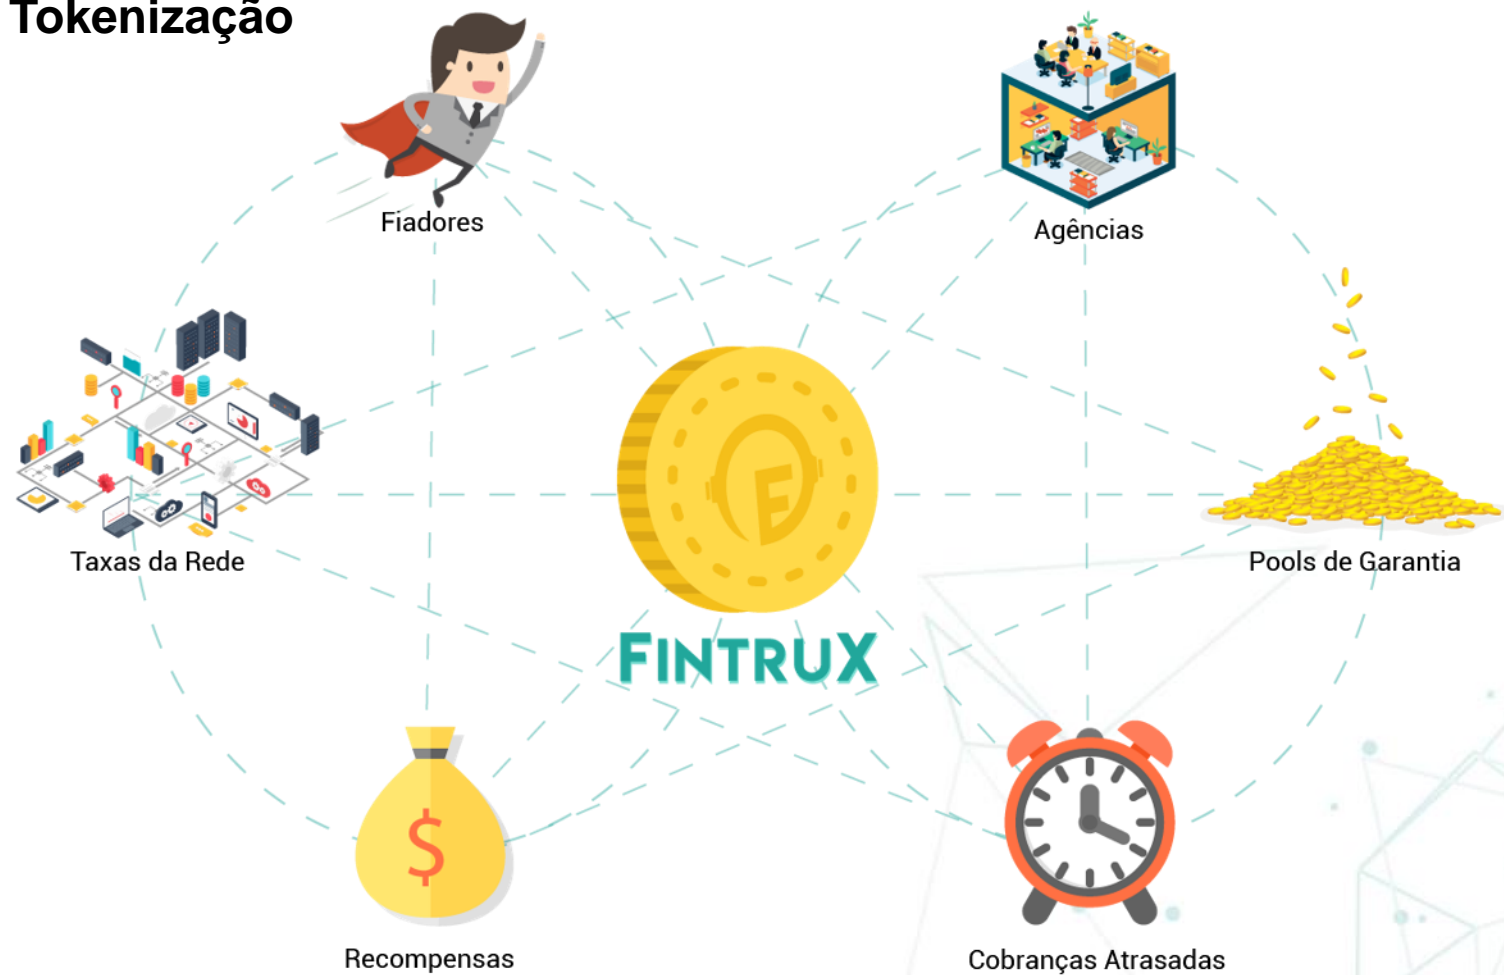 Tokenização
Fiadores
Agências
Taxas da Rede
Pools de Garantia
FINTRUX
$
Recompensas
Cobranças Atrasadas